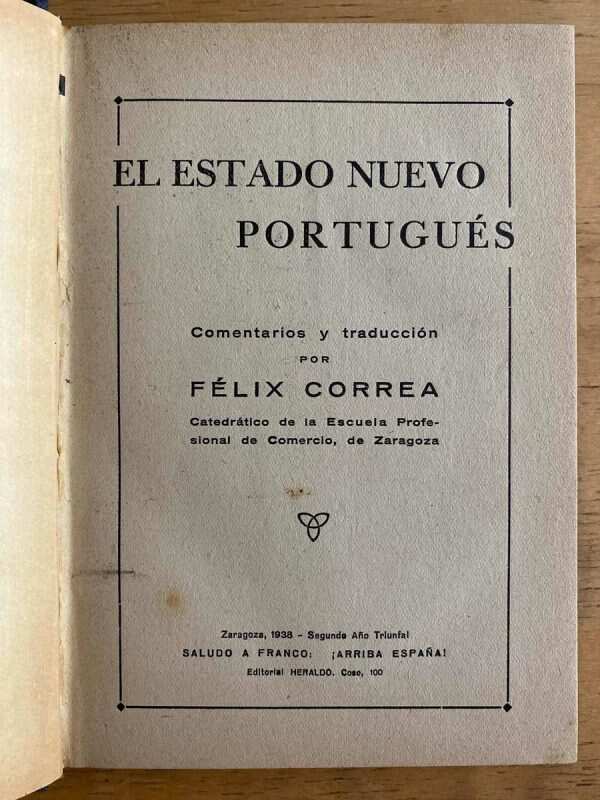 EL ESTADO NUEVO
PORTUGUÉS
Comentarios y traducción
POR
FÉLIX CORREA
Catedrático de la Escuela Profe-
sional de Comercio, de Zaragoza
Zaragoza, 1938 - Segundo Año Triunfal
SALUDO A FRANCO: ¡ARRIBA ESPAÑA!
Editorial HERALDO. Coso, 100